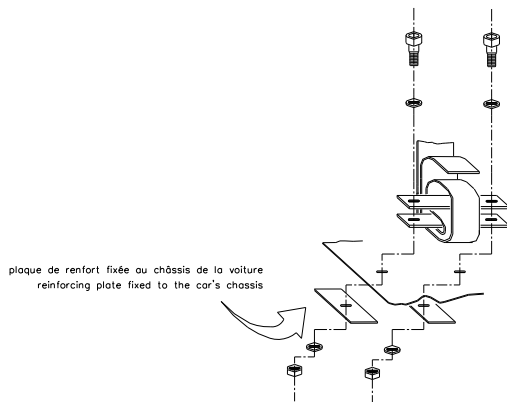 plaque de renfort fixée au châssis de la voiture
reinforcing plate fixed to the car's chassis